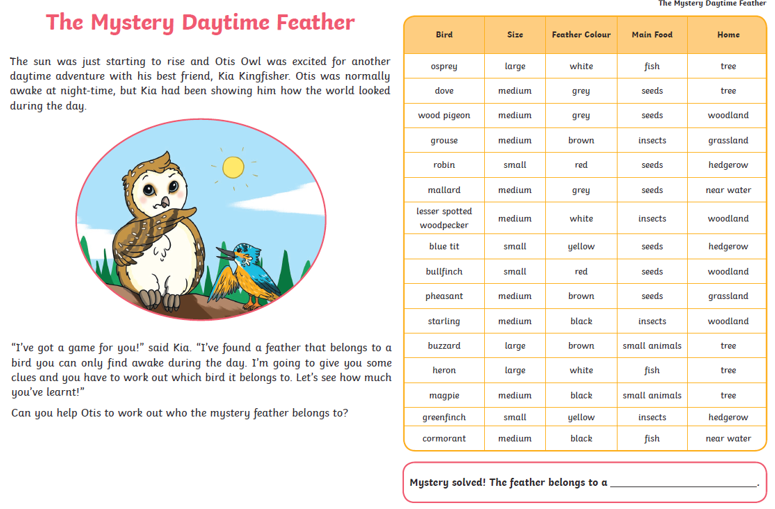 The Mystery Daytime Feather
The sun was just starting to rise and Otis Owl was excited for another
daytime adventure with his best friend, Kia Kingfisher. Otis was normally
awake at night-time, but Kia had been showing him how the world looked
during the day.
“I’ve got a game for you!” said Kia. “I’ve found a feather that belongs to a
bird you can only find awake during the day. I’m going to give you some
clues and you have to work out which bird it belongs to. Let’s see how much
you’ve learnt!”
Can you help Otis to work out who the mystery feather belongs to?
The Mystery Daytime Feather
Bird Size Feather Colour Main Food Home
osprey large white fish tree
dove medium grey seeds tree
wood pigeon medium grey seeds woodland
grouse medium brown insects grassland
robin small red seeds hedgerow
mallard medium grey seeds near water
lesser spotted
woodpecker medium white insects woodland
blue tit small yellow seeds hedgerow
bullfinch small red seeds woodland
pheasant medium brown seeds grassland
starling medium black insects woodland
buzzard large brown small animals tree
heron large white fish tree
magpie medium black small animals tree
greenfinch small yellow insects hedgerow
cormorant medium black fish near water
Mystery solved! The feather belongs to a ______________________.